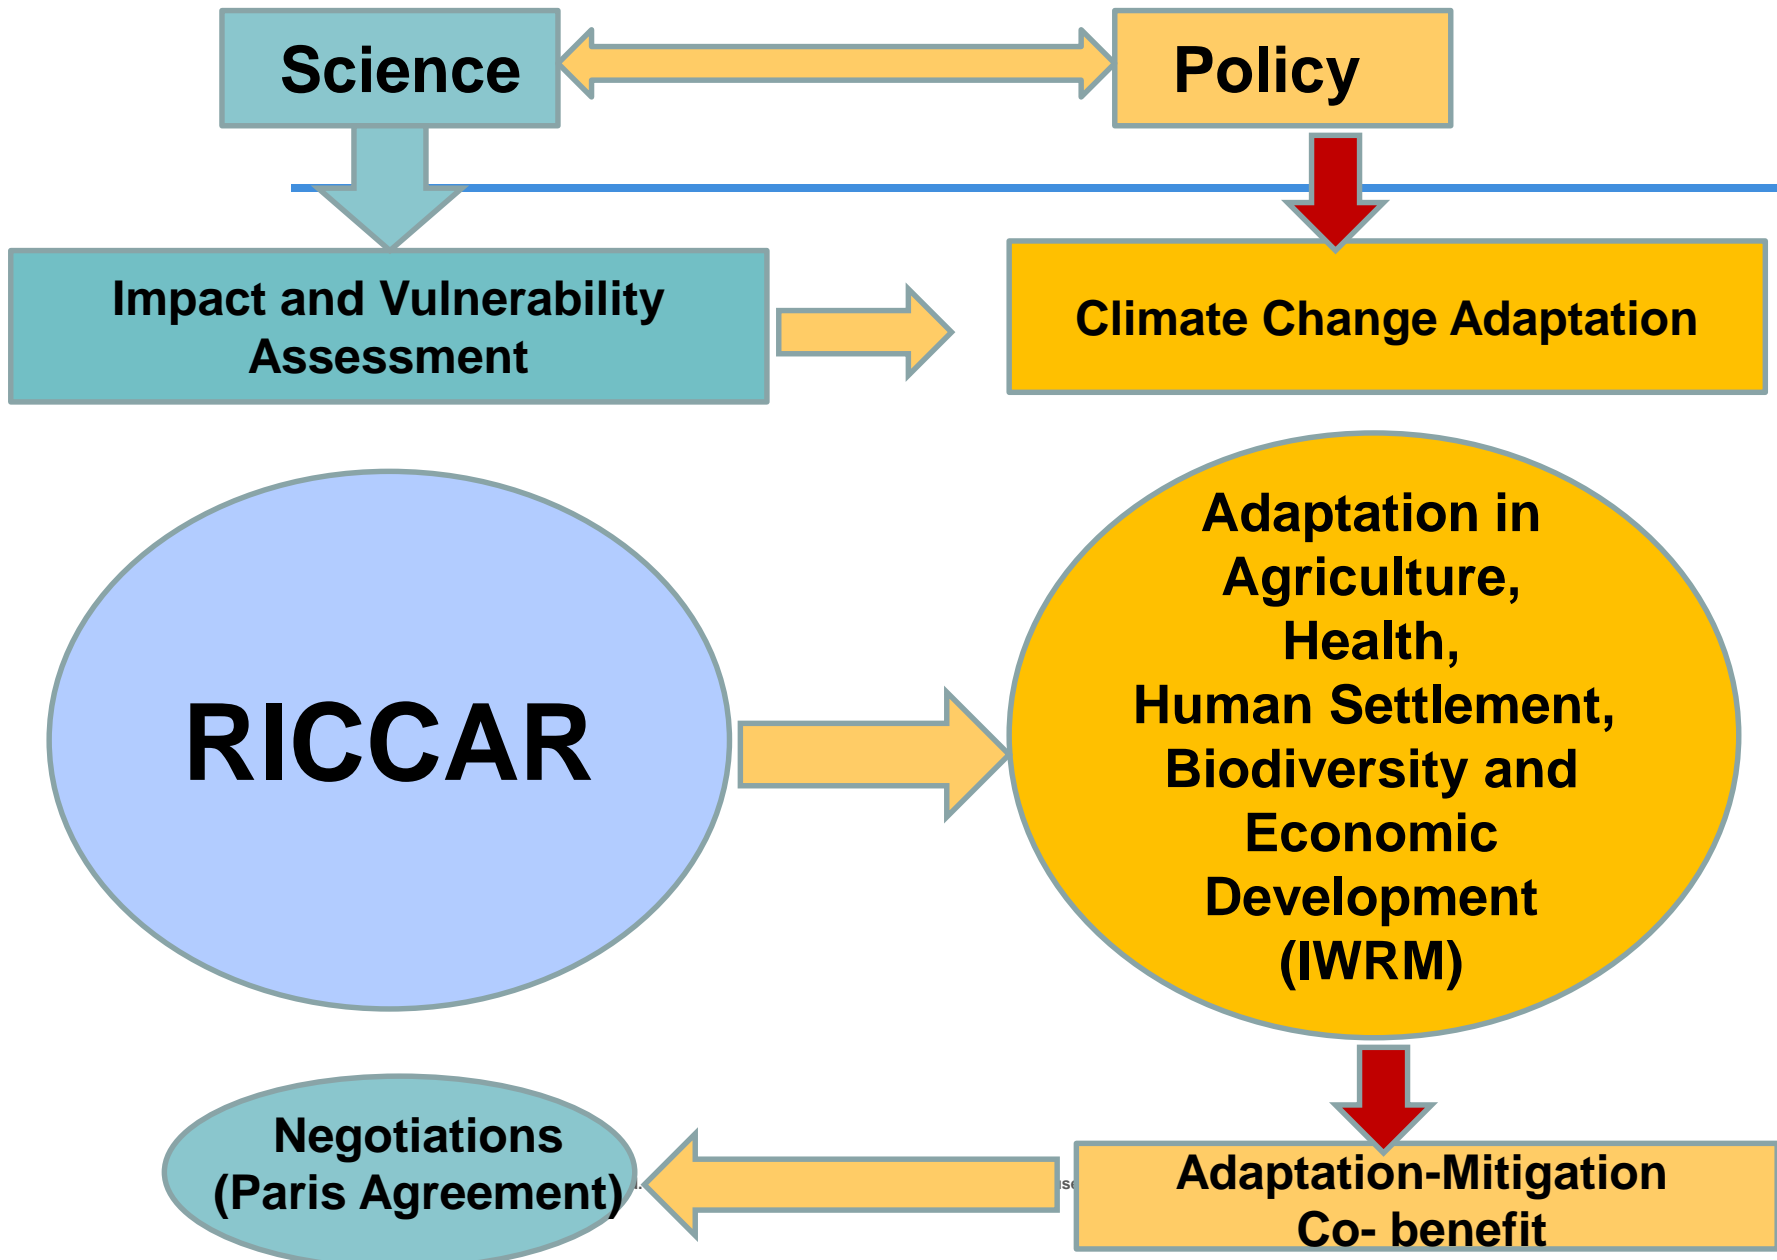 Science
Policy
Impact and Vulnerability
Assessment
Climate Change Adaptation
RICCAR
Adaptation in
Agriculture,
Health,
Human Settlement,
Biodiversity and
Economic
Development
(IWRM)
Negotiations
(Paris Agreement)
Adaptation-Mitigation
Co- benefit